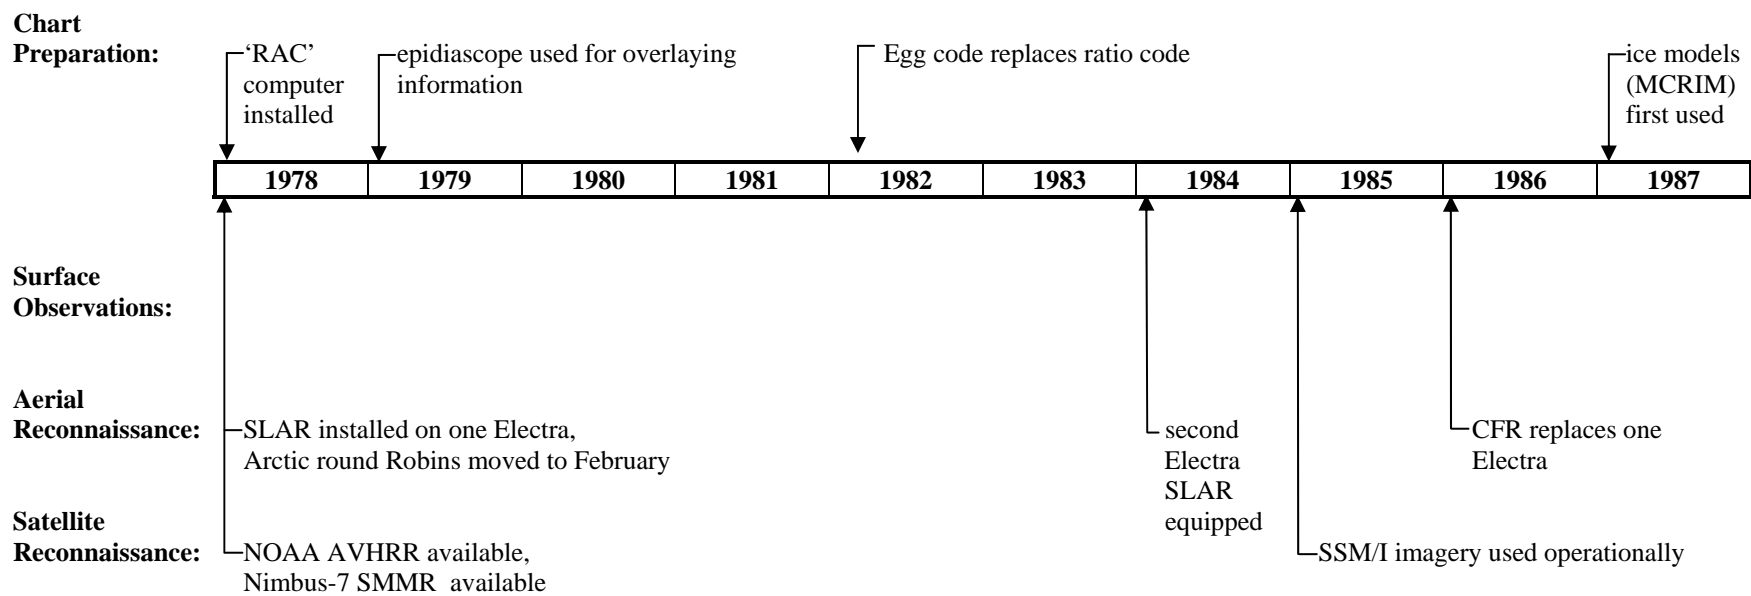 Chart
Preparation:
‘RAC’
computer
installed
epidiascope used for overlaying
information
Egg code replaces ratio code
ice models
(MCRIM)
first used
1978 1979 1980 1981 1982 1983 1984 1985 1986 1987
Surface
Observations:
Aerial
Reconnaissance:
SLAR installed on one Electra,
Arctic round Robins moved to February
second
Electra
SLAR
equipped
CFR replaces one
Electra
Satellite
Reconnaissance:
NOAA AVHRR available,
Nimbus-7 SMMR available
SSM/I imagery used operationally